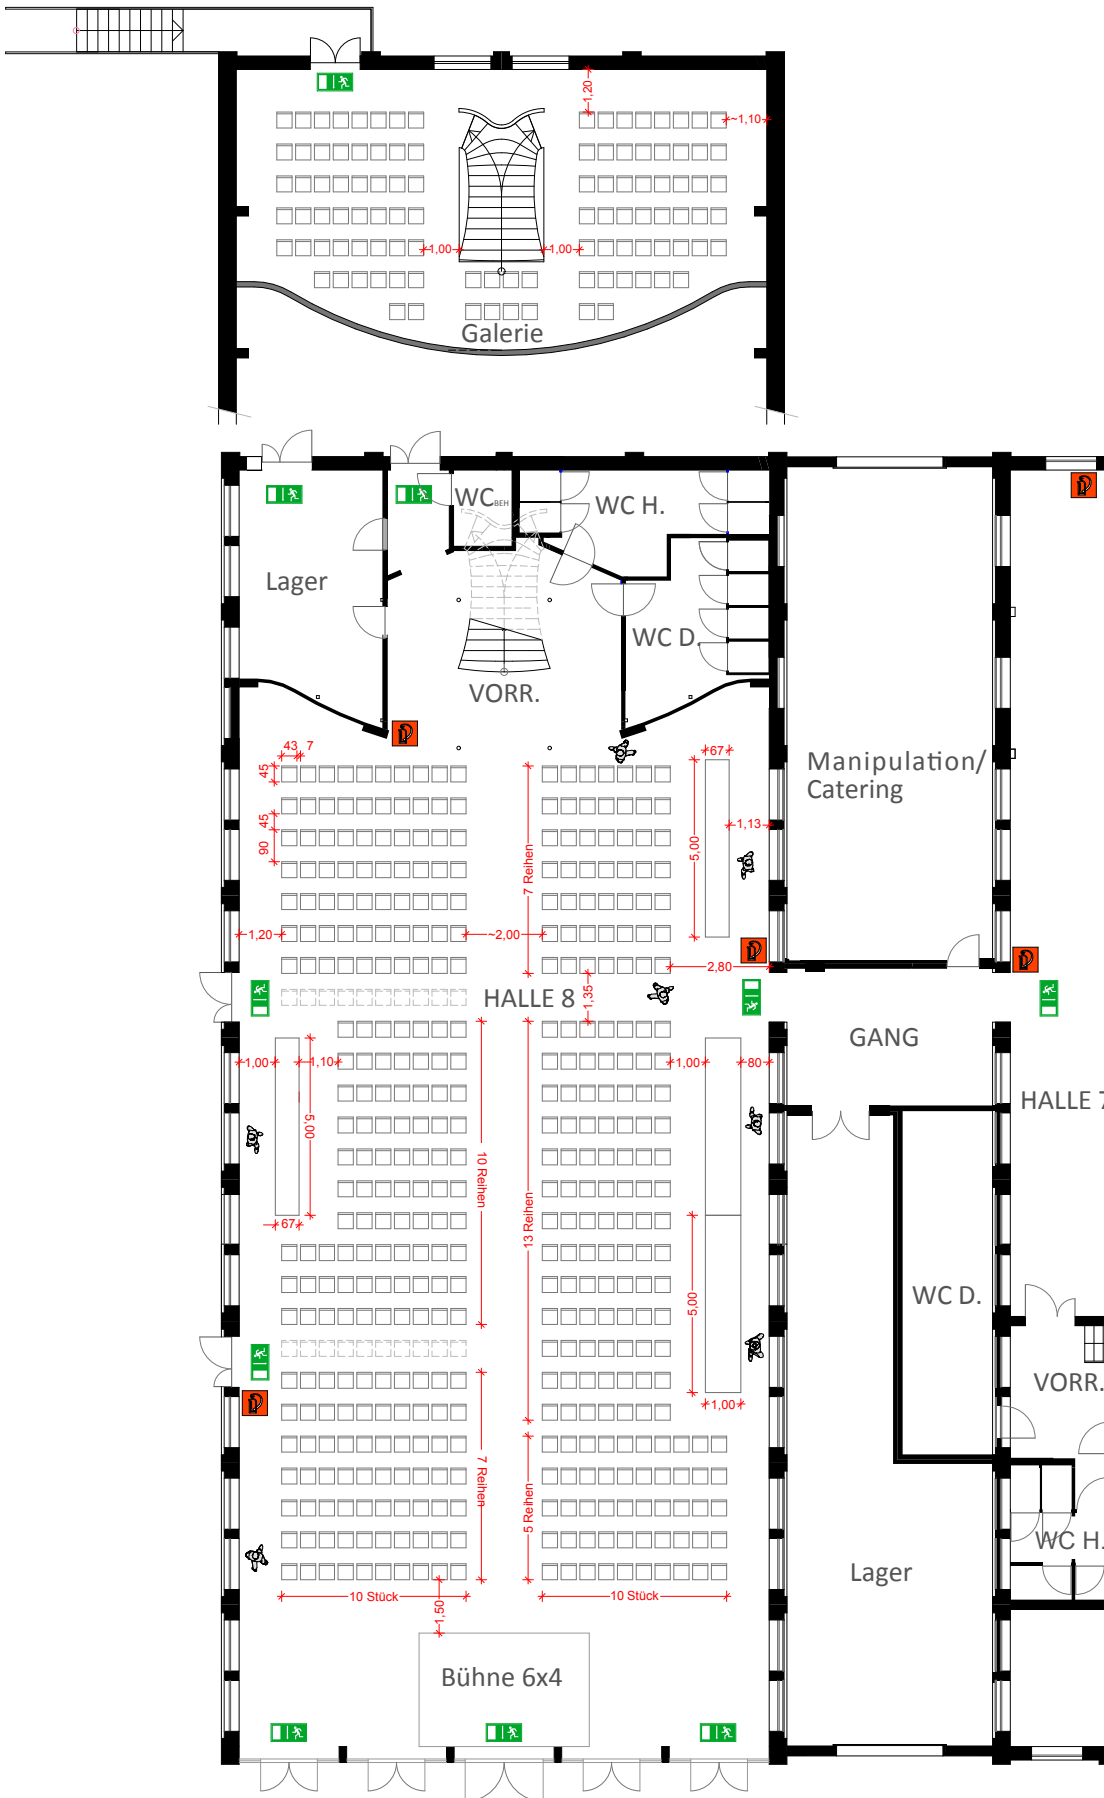 1,20
~1,10
1,00
1,00
Galerie
WC BEH
WC H.
Lager
WC D.
VORR.
43 7
67
45
Manipulation/
Catering
45
1,13
90
5,00
7 Reihen
1,20
~2,00
2,80
HALLE 8
1,35
GANG
1,00
1,10
1,00
80
HALLE 7
5,00
10 Reihen
13 Reihen
67
WC D.
5,00
VORR.
1,00
7 Reihen
5 Reihen
WC H.
Lager
10 Stück
10 Stück
1,50
Bühne 6x4